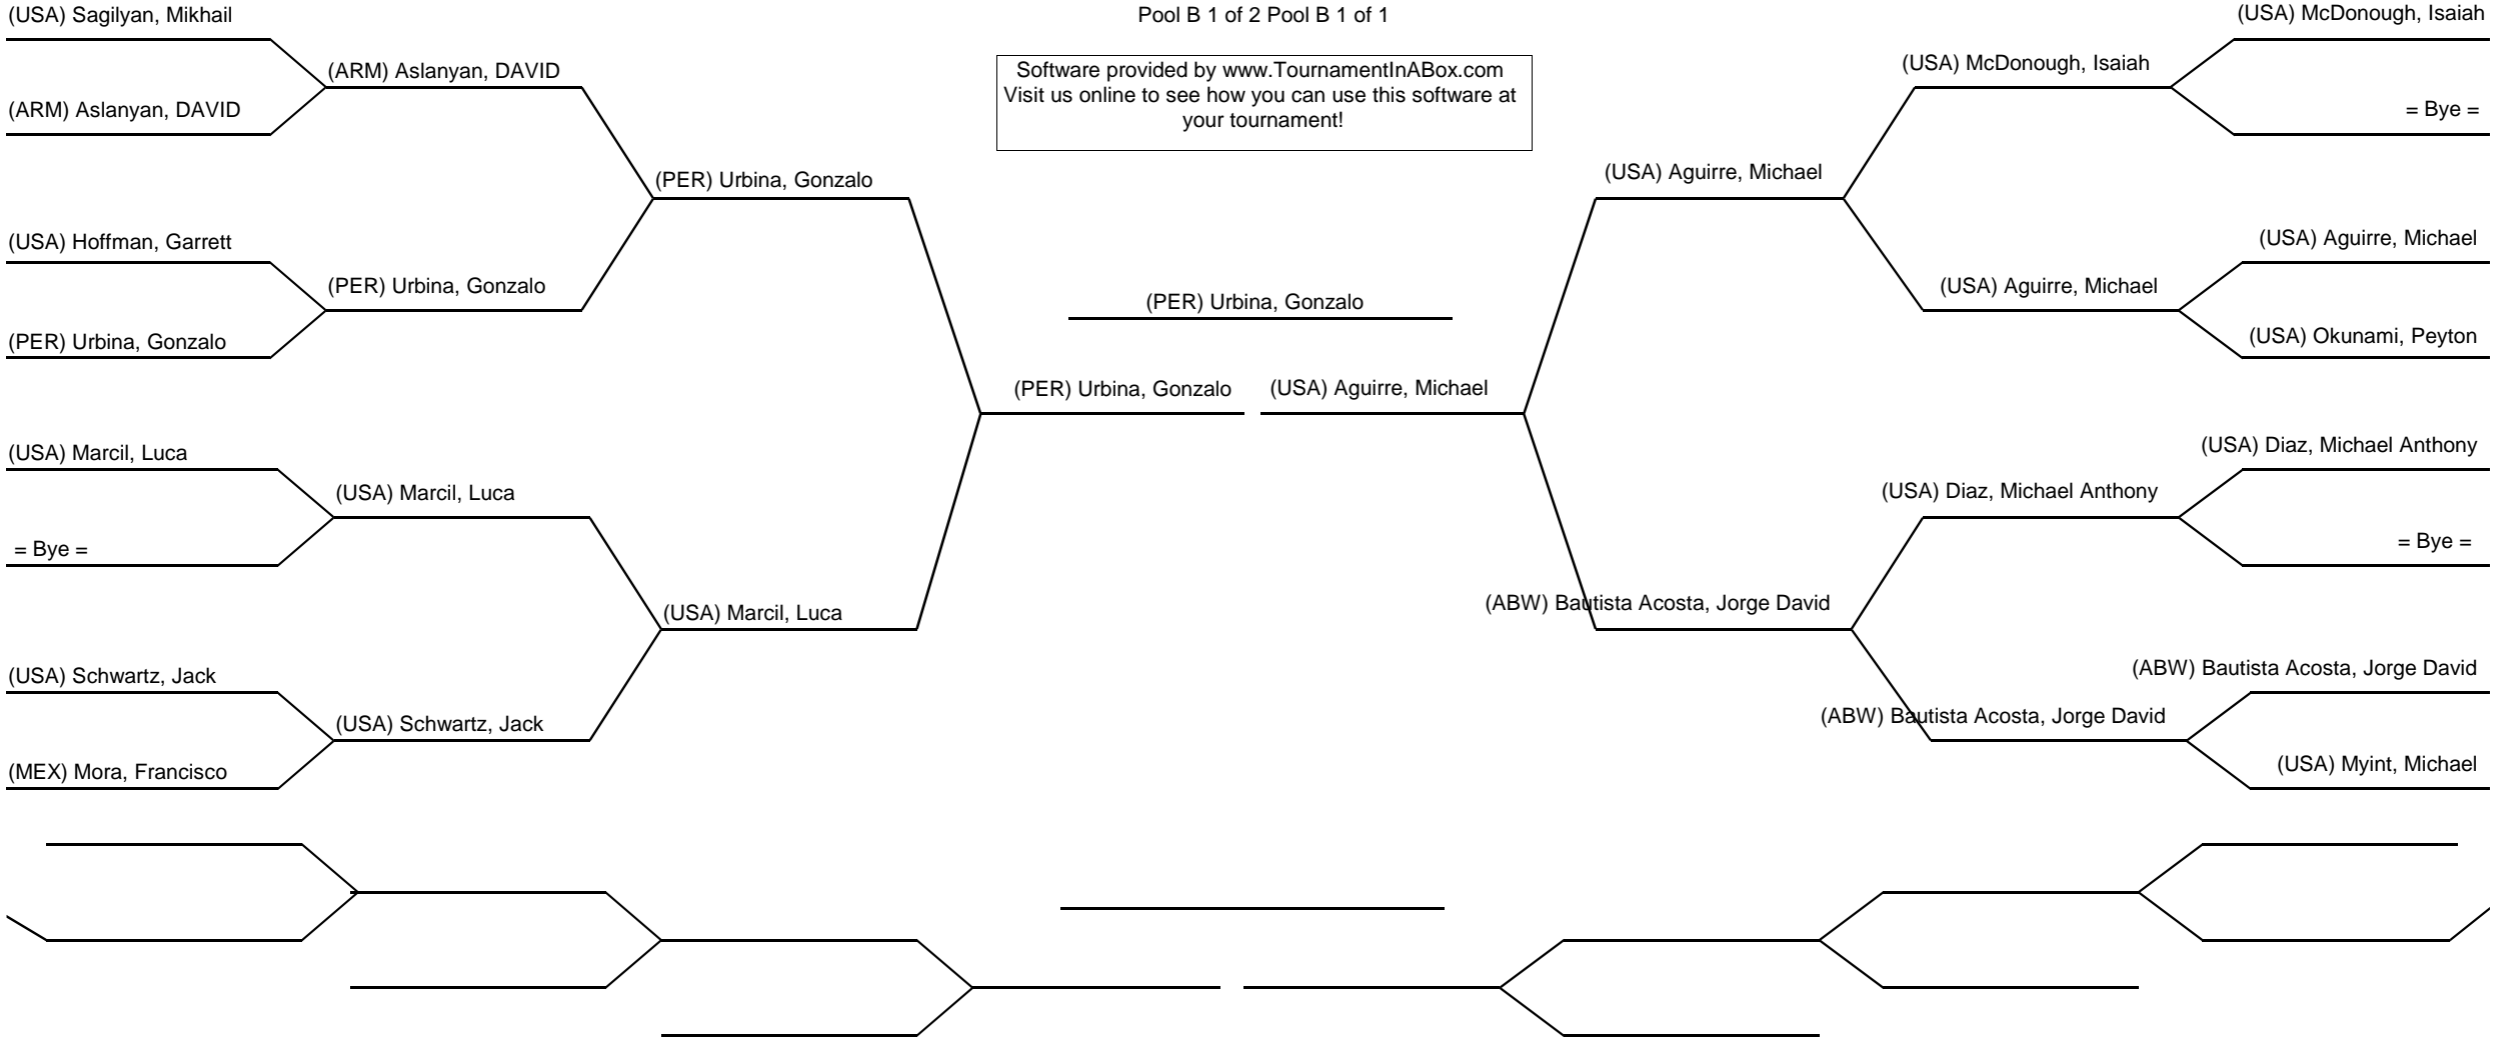 (USA) Sagilyan, Mikhail
(ARM) Aslanyan, DAVID
(USA) Hoffman, Garrett
(PER) Urbina, Gonzalo
(USA) Marcil, Luca
= Bye =
(USA) Schwartz, Jack
(MEX) Mora, Francisco
(ARM) Aslanyan, DAVID
(PER) Urbina, Gonzalo
(USA) Marcil, Luca
(USA) Schwartz, Jack
(PER) Urbina, Gonzalo
(USA) Marcil, Luca
Pool B 1 of 2 Pool B 1 of 1
Software provided by www.TournamentInABox.com
Visit us online to see how you can use this software at
your tournament!
(PER) Urbina, Gonzalo
(PER) Urbina, Gonzalo
(USA) Aguirre, Michael
(USA) Aguirre, Michael
(ABW) Bautista Acosta, Jorge David
(USA) McDonough, Isaiah
(USA) Aguirre, Michael
(USA) Diaz, Michael Anthony
(ABW) Bautista Acosta, Jorge David
(USA) McDonough, Isaiah
= Bye =
(USA) Aguirre, Michael
(USA) Okunami, Peyton
(USA) Diaz, Michael Anthony
= Bye =
(ABW) Bautista Acosta, Jorge David
(USA) Myint, Michael